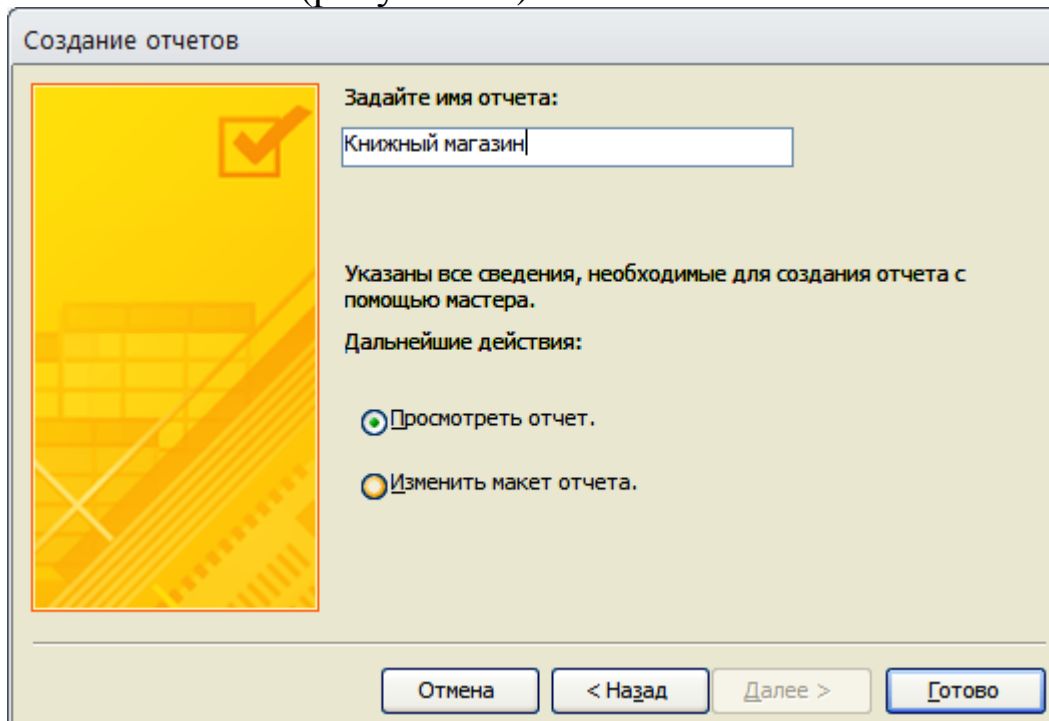 Создание отчетов
Задайте имя отчета:
Книжный магазин
Указаны все сведения, необходимые для создания отчета с
помощью мастера.
Дальнейшие действия:
Просмотреть отчет.
Изменить макет отчета.
Отмена
< Назад
Далее >
Готово